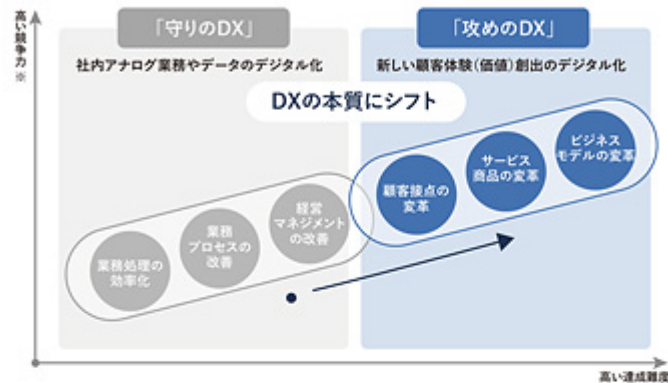 高い競争力 ※
「守りのDX」
「攻めのDX」
社内アナログ業務やデータのデジタル化
新しい顧客体験(価値)創出のデジタル化
DXの本質にシフト
業務処理の
効率化
業務
プロセスの
改善
経営
マネジメント
の改善
顧客接点の
変革
サービス
商品の変革
ビジネス
モデルの変革
高い達成難度